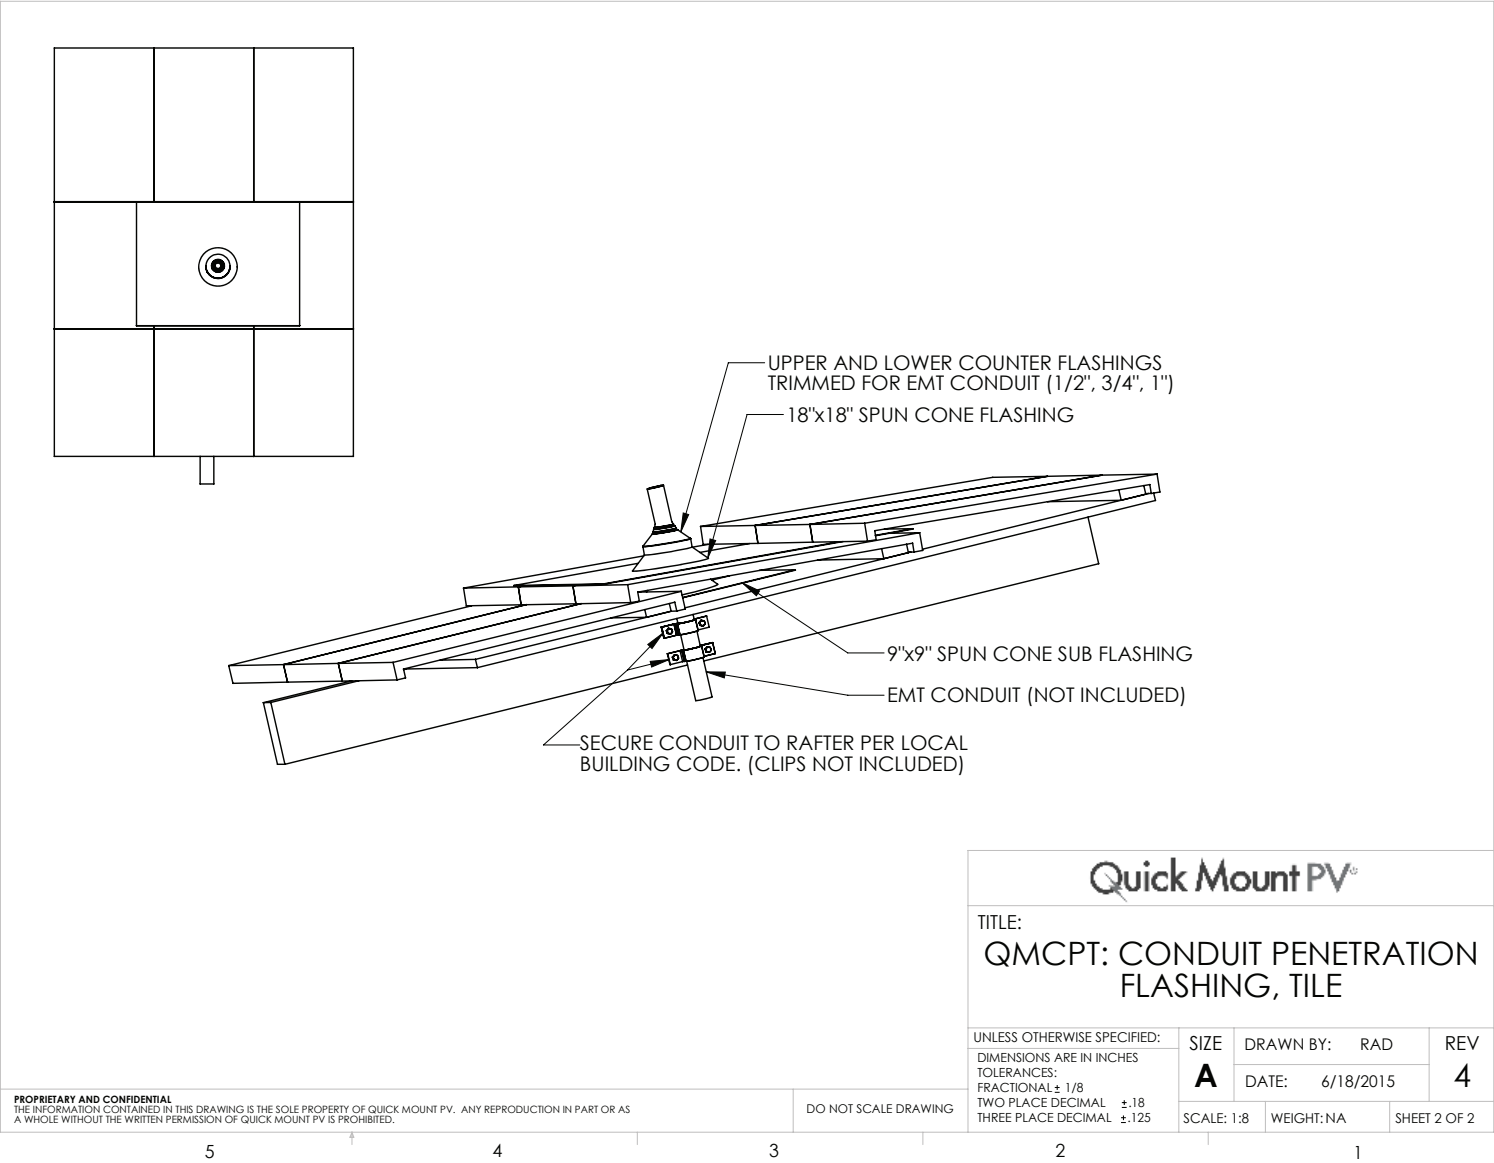 UPPER AND LOWER COUNTER FLASHINGS
TRIMMED FOR EMT CONDUIT (1/2", 3/4", 1")
18"x18" SPUN CONE FLASHING
9"x9" SPUN CONE SUB FLASHING
EMT CONDUIT (NOT INCLUDED)
SECURE CONDUIT TO RAFTER PER LOCAL
BUILDING CODE. (CLIPS NOT INCLUDED)
Quick Mount PV
TITLE:
QMCPT: CONDUIT PENETRATION
FLASHING, TILE
UNLESS OTHERWISE SPECIFIED:
DIMENSIONS ARE IN INCHES
TOLERANCES:
FRACTIONAL ± 1/8
TWO PLACE DECIMAL ±.18
THREE PLACE DECIMAL ±.125
SIZE
A
DRAWN BY: RAD
DATE: 6/18/2015
REV
4
SCALE: 1:8
WEIGHT: NA
SHEET 2 OF 2
PROPRIETARY AND CONFIDENTIAL
THE INFORMATION CONTAINED IN THIS DRAWING IS THE SOLE PROPERTY OF QUICK MOUNT PV. ANY REPRODUCTION IN PART OR AS
A WHOLE WITHOUT THE WRITTEN PERMISSION OF QUICK MOUNT PV IS PROHIBITED.
DO NOT SCALE DRAWING
5 4 3 2 1